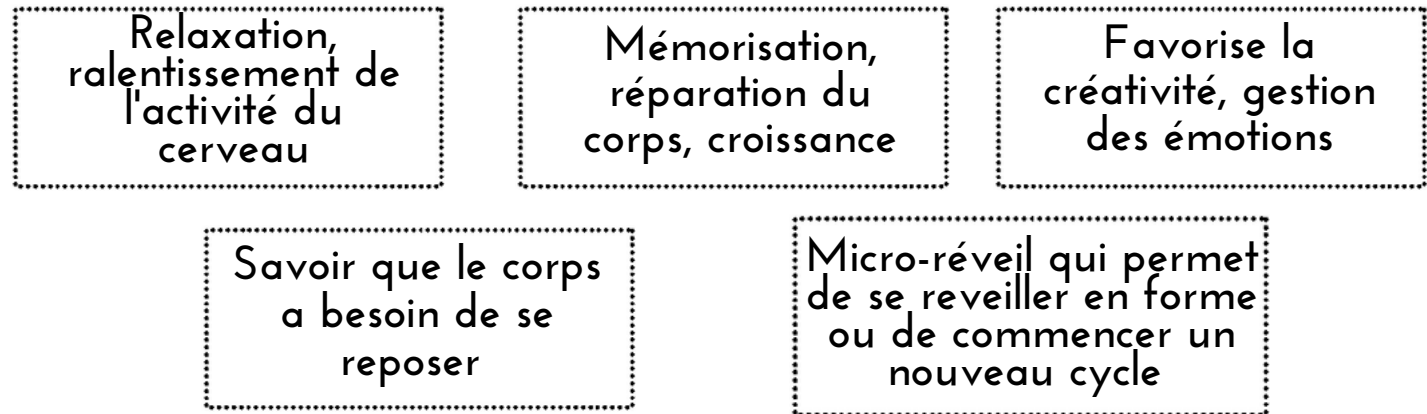 Relaxation,
ralentissement de
l'activité du
cerveau
Mémorisation,
réparation du
corps, croissance
Favorise la
créativité, gestion
des émotions
Savoir que le corps
a besoin de se
reposer
Micro-réveil qui permet
de se reveiller en forme
ou de commencer un
nouveau cycle